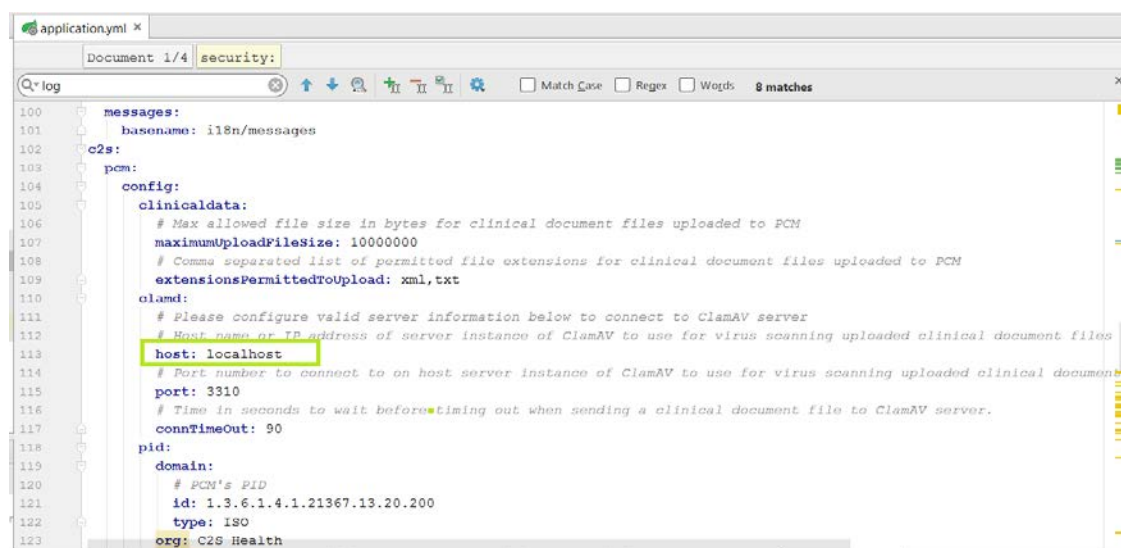 application.yml ×
Document 1/4 security:
log Match Case Regex Words 8 matches ×
100 messages:
101 basename: i18n/messages
102 c2s:
103 pcm:
104 config:
105 clinicaldata:
106 # Max allowed file size in bytes for clinical document files uploaded to PCM
107 maximumUploadFileSize: 10000000
108 # Comma separated list of permitted file extensions for clinical document files uploaded to PCM
109 extensionsPermittedToUpload: xml,txt
110 clamd:
111 # Please configure valid server information below to connect to ClamAV server
112 # Host name or IP address of server instance of ClamAV to use for virus scanning uploaded clinical document files
113 host: localhost
114 # Port number to connect to on host server instance of ClamAV to use for virus scanning uploaded clinical document
115 port: 3310
116 # Time in seconds to wait before timing out when sending a clinical document file to ClamAV server.
117 connTimeOut: 90
118 pid:
119 domain:
120 # PCM's PID
121 id: 1.3.6.1.4.1.21367.13.20.200
122 type: ISO
123 org: C2S Health